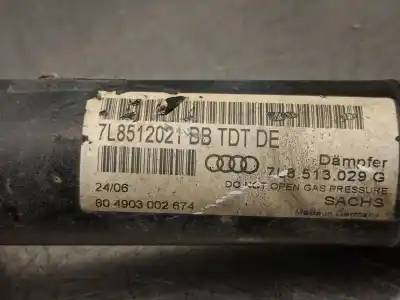 7L8512021 BB TDT DE
Dämpfer
7L8.513.029 G
DO NOT OPEN GAS PRESSURE
24/06
SACHS
80 4903 002 674
Made in Germany